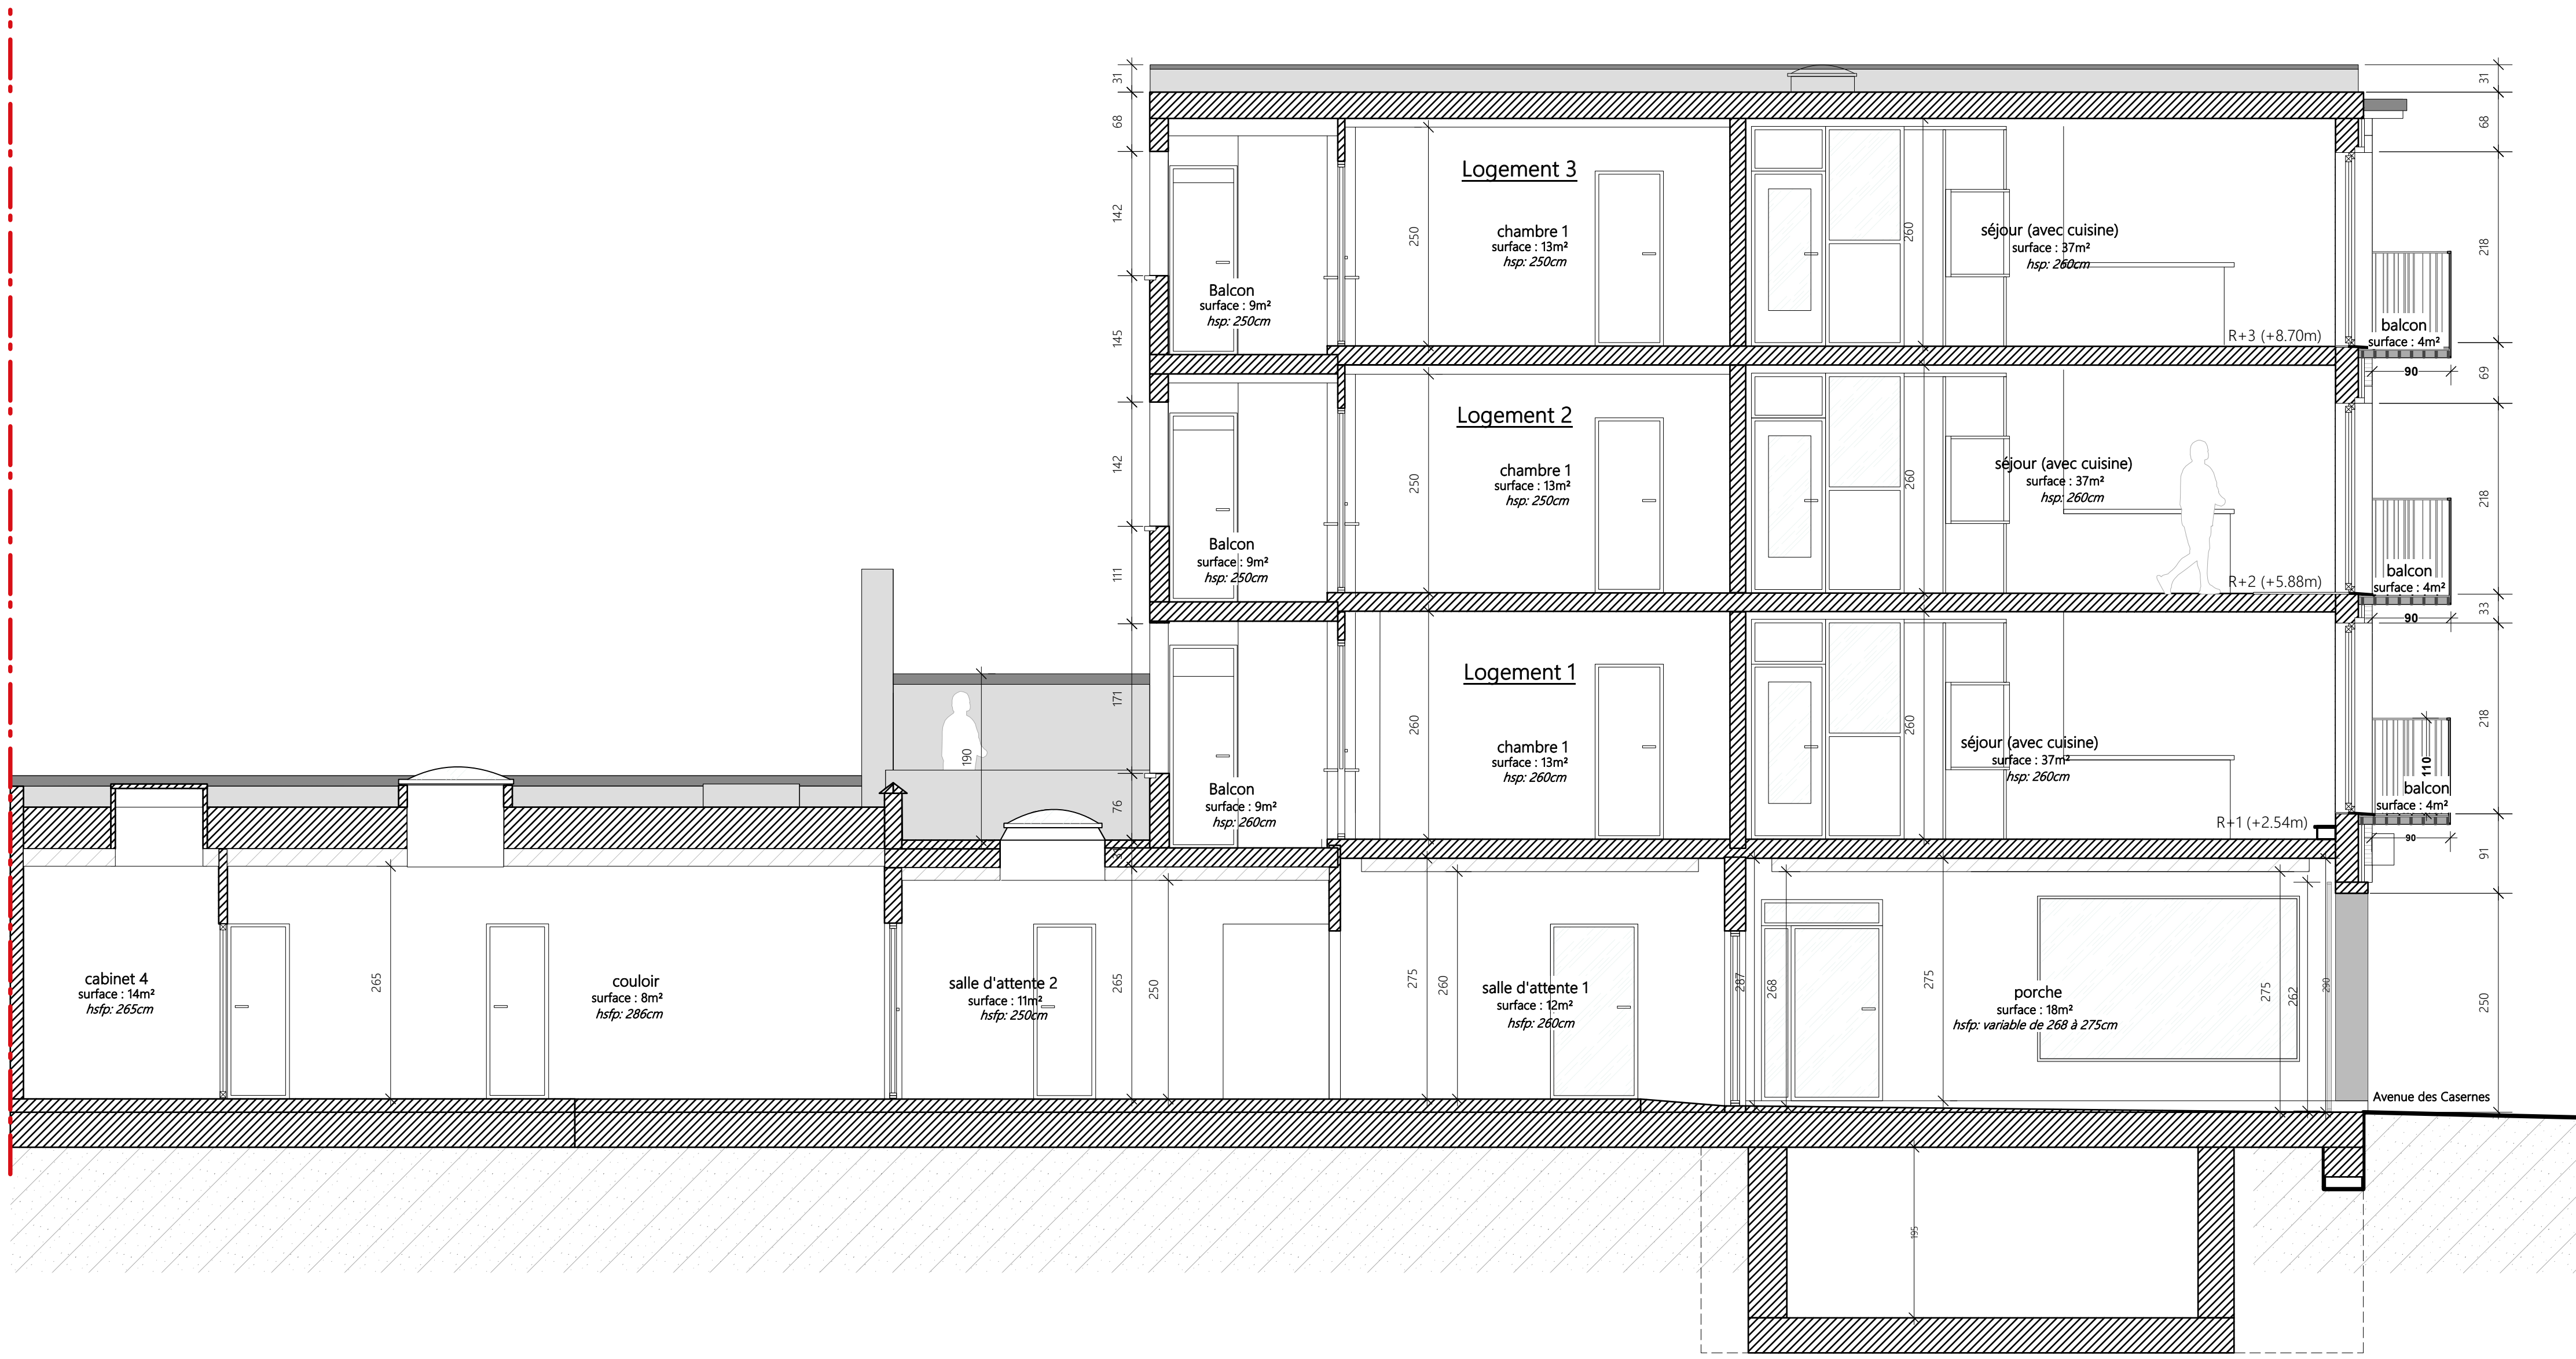 31
31
68
68
Logement 3
142
250
chambre 1
surface : 13m²
hsp: 250cm
260
séjour (avec cuisine)
surface : 37m²
hsp: 260cm
218
Balcon
surface : 9m²
hsp: 250cm
145
R+3 (+8.70m)
balcon
surface : 4m²
90
69
Logement 2
142
250
chambre 1
surface : 13m²
hsp: 250cm
260
séjour (avec cuisine)
surface : 37m²
hsp: 260cm
218
Balcon
surface : 9m²
hsp: 250cm
111
R+2 (+5.88m)
balcon
surface : 4m²
90
33
Logement 1
171
190
260
chambre 1
surface : 13m²
hsp: 260cm
260
séjour (avec cuisine)
surface : 37m²
hsp: 260cm
218
110
Balcon
surface : 9m²
hsp: 260cm
76
R+1 (+2.54m)
balcon
surface : 4m²
90
91
cabinet 4
surface : 14m²
hsfp: 265cm
265
couloir
surface : 8m²
hsfp: 286cm
salle d'attente 2
surface : 11m²
hsfp: 250cm
265
250
275
260
salle d'attente 1
surface : 12m²
hsfp: 260cm
287
268
275
porche
surface : 18m²
hsfp: variable de 268 à 275cm
275
262
290
250
Avenue des Casernes
195